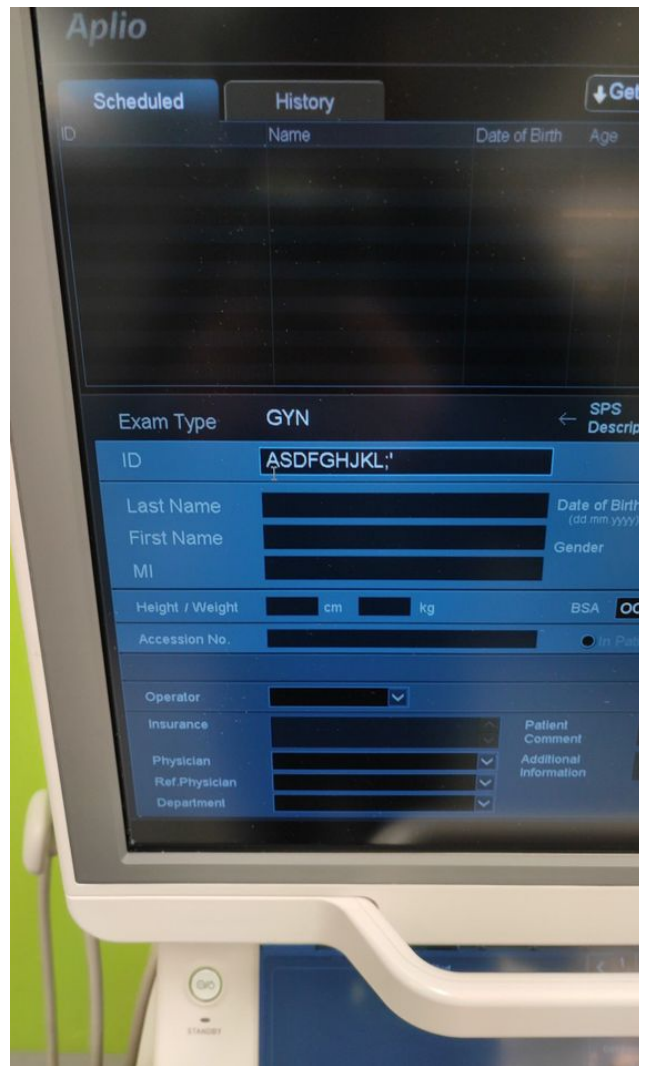 Aplio
Scheduled History Get
ID Name Date of Birth Age
Exam Type GYN ← SPS
Descrip
ID ASDFGHJKL;'
Last Name Date of Birth
(dd.mm.yyyy)
First Name
Gender
MI
Height / Weight cm kg BSA
Accession No. In Pati
Operator
Insurance Patient
Comment
Physician Additional
Information
Ref.Physician
Department
STANDBY